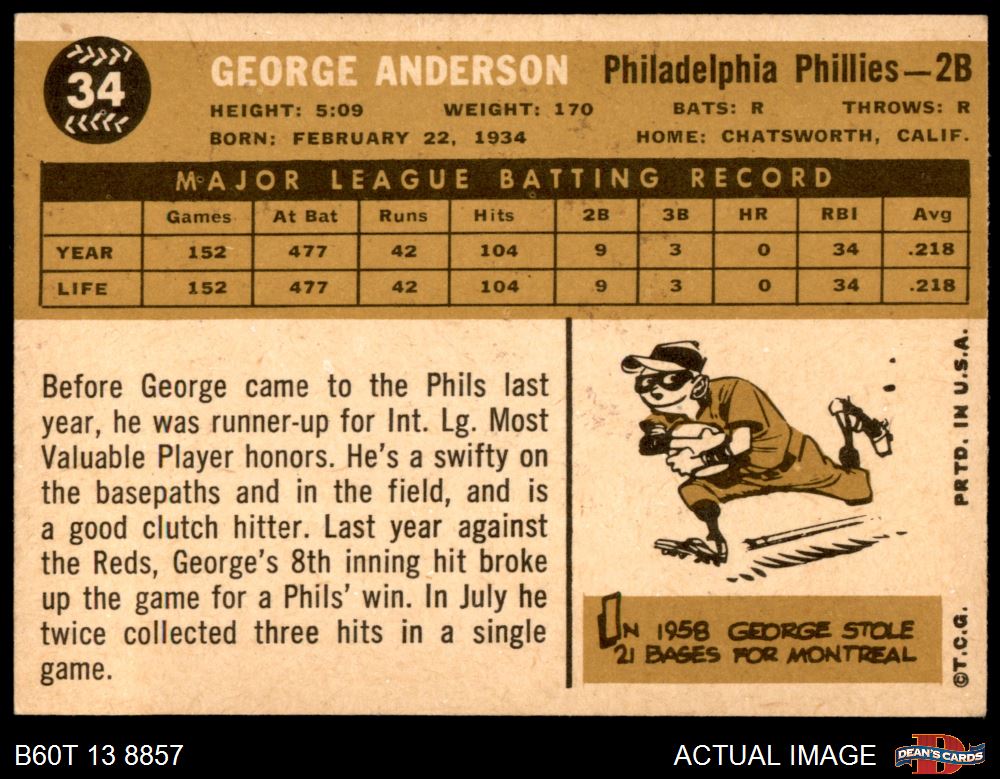 34
GEORGE ANDERSON Philadelphia Phillies—2B
HEIGHT: 5:09 WEIGHT: 170 BATS: R THROWS: R
BORN: FEBRUARY 22, 1934 HOME: CHATSWORTH, CALIF.
MAJOR LEAGUE BATTING RECORD
Games At Bat Runs Hits 2B 3B HR RBI Avg
YEAR 152 477 42 104 9 3 0 34 .218
LIFE 152 477 42 104 9 3 0 34 .218
Before George came to the Phils last
year, he was runner-up for Int. Lg. Most
Valuable Player honors. He's a swifty on
the basepaths and in the field, and is
a good clutch hitter. Last year against
the Reds, George's 8th inning hit broke
up the game for a Phils' win. In July he
twice collected three hits in a single
game.
IN 1958 GEORGE STOLE
21 BASES FOR MONTREAL
©T.C.G. PRTD. IN U.S.A.
B60T 13 8857 ACTUAL IMAGE
D
DEAN'S CARDS